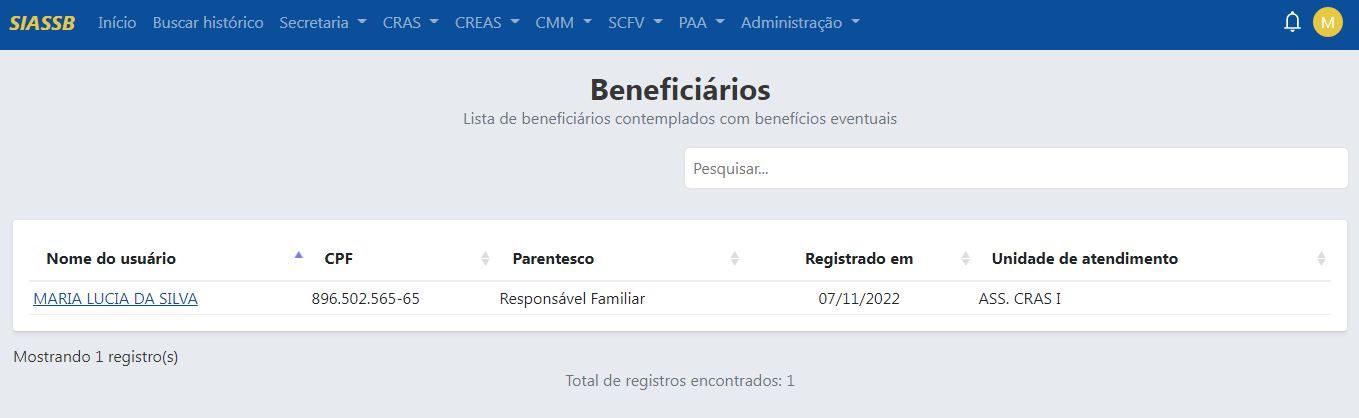 SIASSB Início Buscar histórico Secretaria CRAS CREAS CMM SCFV PAA Administração M
Beneficiários
Lista de beneficiários contemplados com benefícios eventuais
Pesquisar...
Nome do usuário CPF Parentesco Registrado em Unidade de atendimento
MARIA LUCIA DA SILVA 896.502.565-65 Responsável Familiar 07/11/2022 ASS. CRAS I
Mostrando 1 registro(s)
Total de registros encontrados: 1